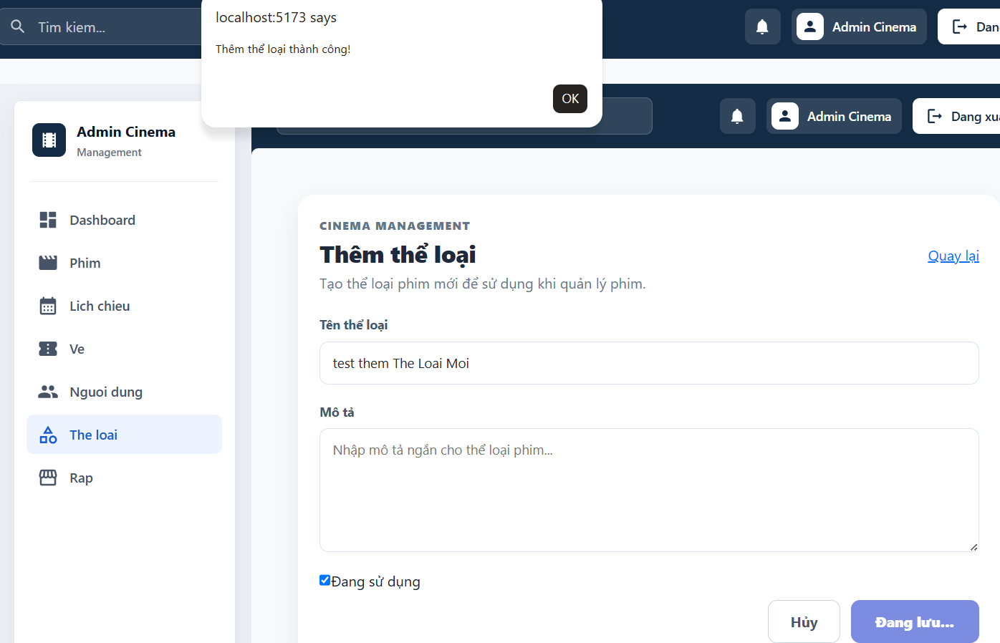 localhost:5173 says
Thêm thể loại thành công!
OK
Tim kiem...
Admin Cinema
Dan
Admin Cinema
Management
Admin Cinema
Dang xua
Dashboard
Phim
Lich chieu
Ve
Nguoi dung
The loai
Rap
CINEMA MANAGEMENT
Thêm thể loại
Quay lại
Tạo thể loại phim mới để sử dụng khi quản lý phim.
Tên thể loại
test them The Loai Moi
Mô tả
Nhập mô tả ngắn cho thể loại phim...
Đang sử dụng
Hủy
Đang lưu...